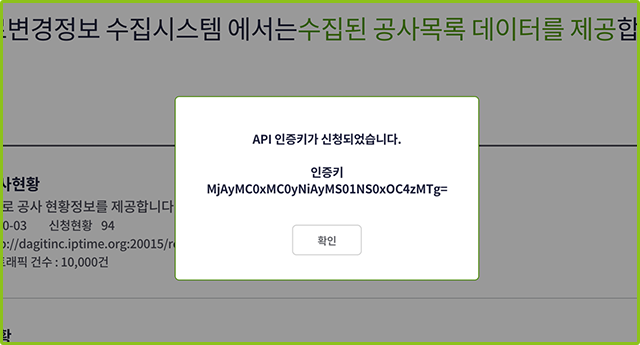 변경정보 수집시스템 에서는수집된 공사목록 데이터를 제공합
API 인증키가 신청되었습니다.
인증키
MjAyMC0xMC0yNiAyMS01NS0xOC4zMTg=
확인
사현황
로 공사 현황정보를 제공합니다
0-03 신청현황 94
p://dagitinc.iptime.org:20015/re
트래픽 건수 : 10,000건